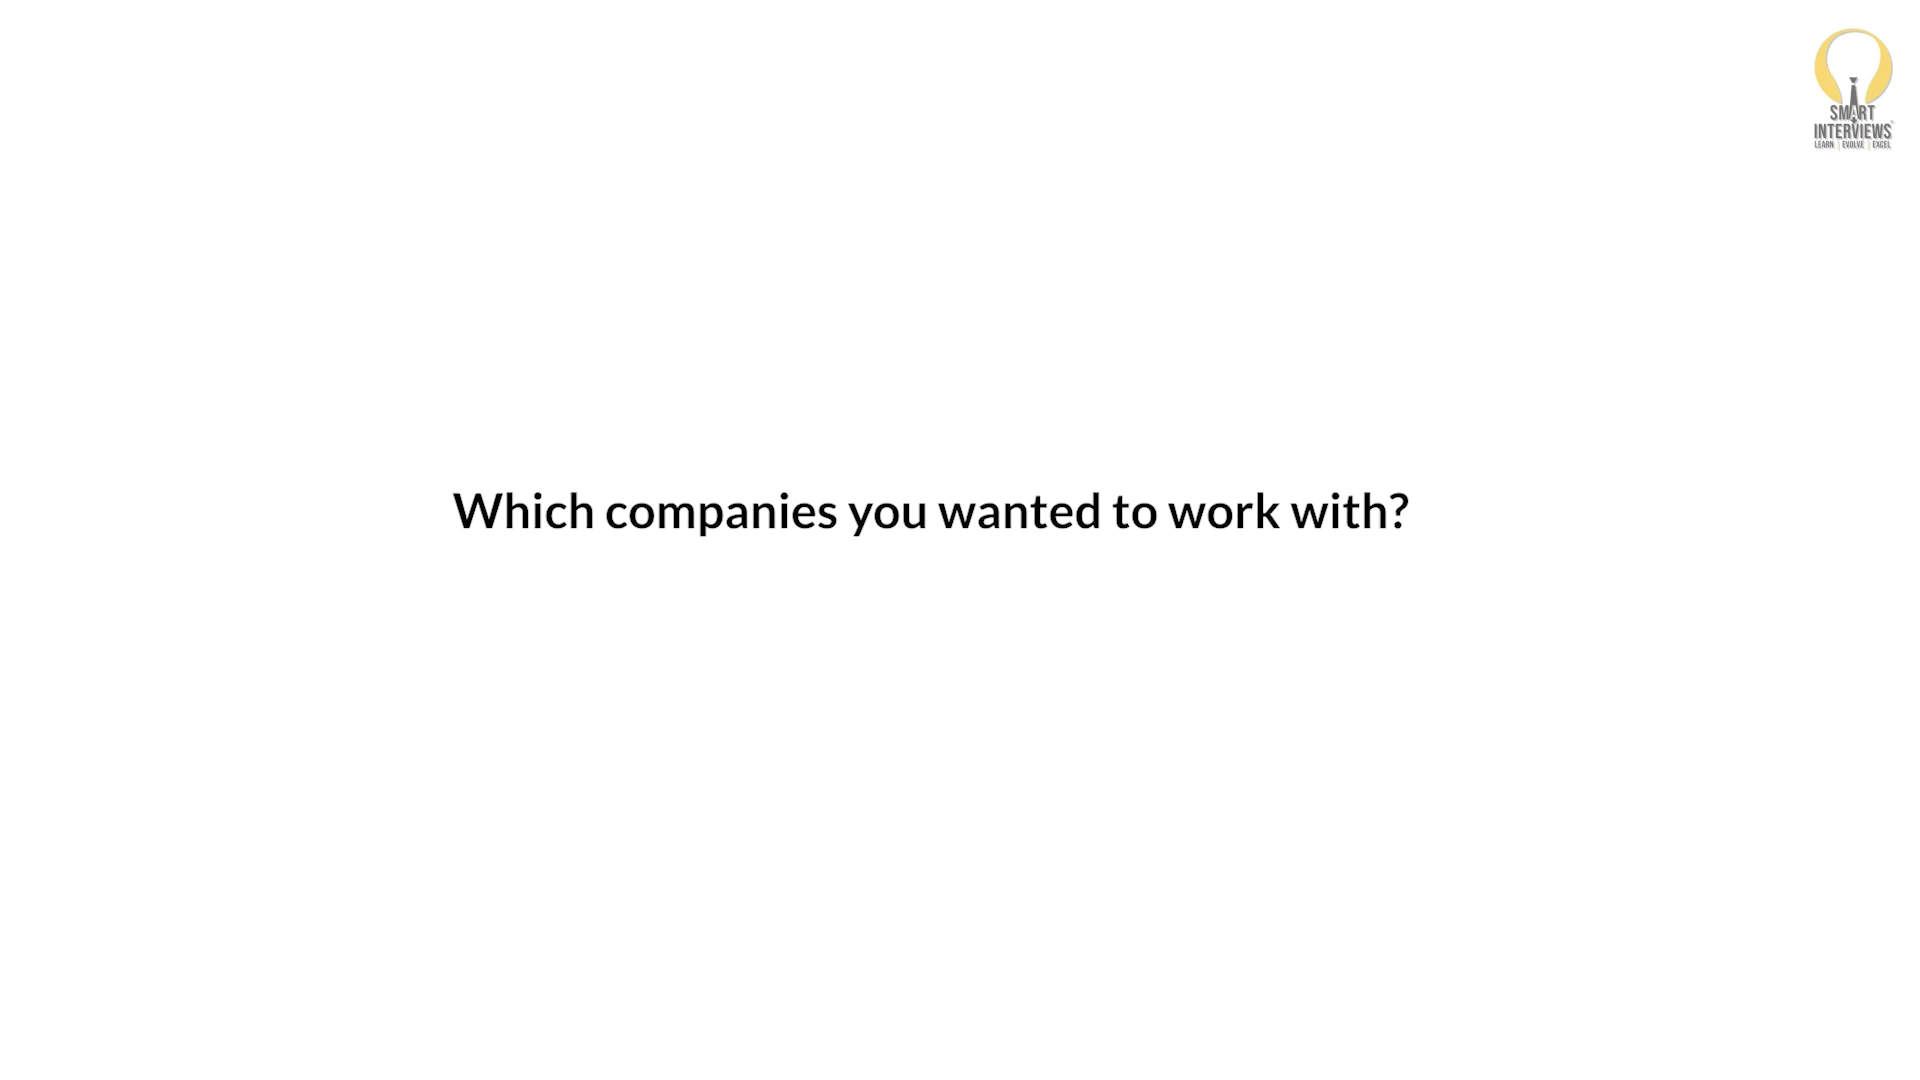 SMART
INTERVIEWS
LEARN | EVOLVE | EXCEL
Which companies you wanted to work with?